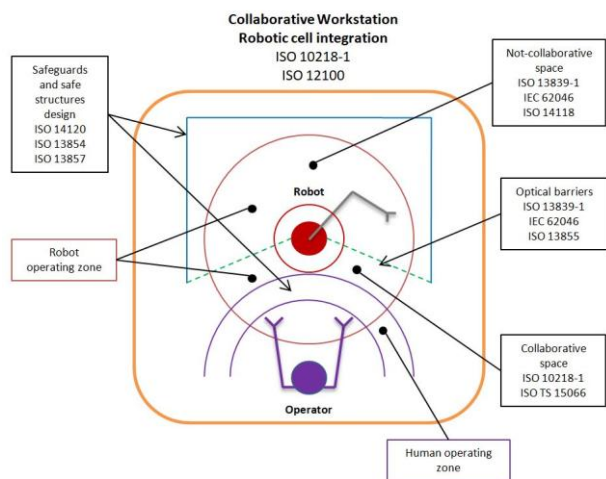 Collaborative Workstation
Robotic cell integration
ISO 10218-1
ISO 12100
Safeguards
and safe
structures
design
ISO 14120
ISO 13854
ISO 13857
Not-collaborative
space
ISO 13839-1
IEC 62046
ISO 14118
Robot
Optical barriers
ISO 13839-1
IEC 62046
ISO 13855
Robot
operating zone
Collaborative
space
ISO 10218-1
ISO TS 15066
Operator
Human operating
zone